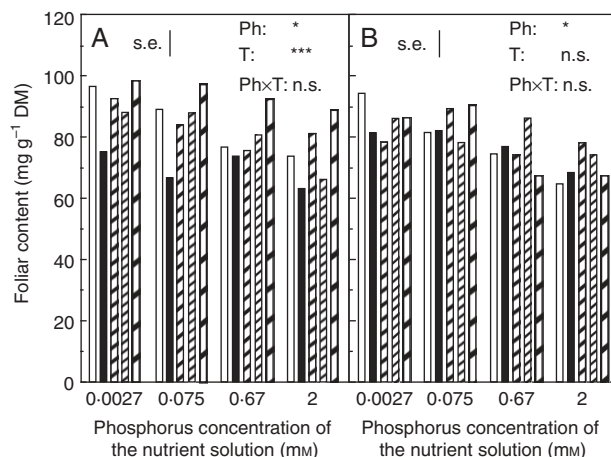 120
100
80
60
40
20
0
Foliar content (mg g⁻¹ DM)
A
s.e.
Ph: *
T: ***
Ph×T: n.s.
B
s.e.
Ph: *
T: n.s.
Ph×T: n.s.
0·0027 0·075 0·67 2
0·0027 0·075 0·67 2
Phosphorus concentration of
the nutrient solution (mM)
Phosphorus concentration of
the nutrient solution (mM)